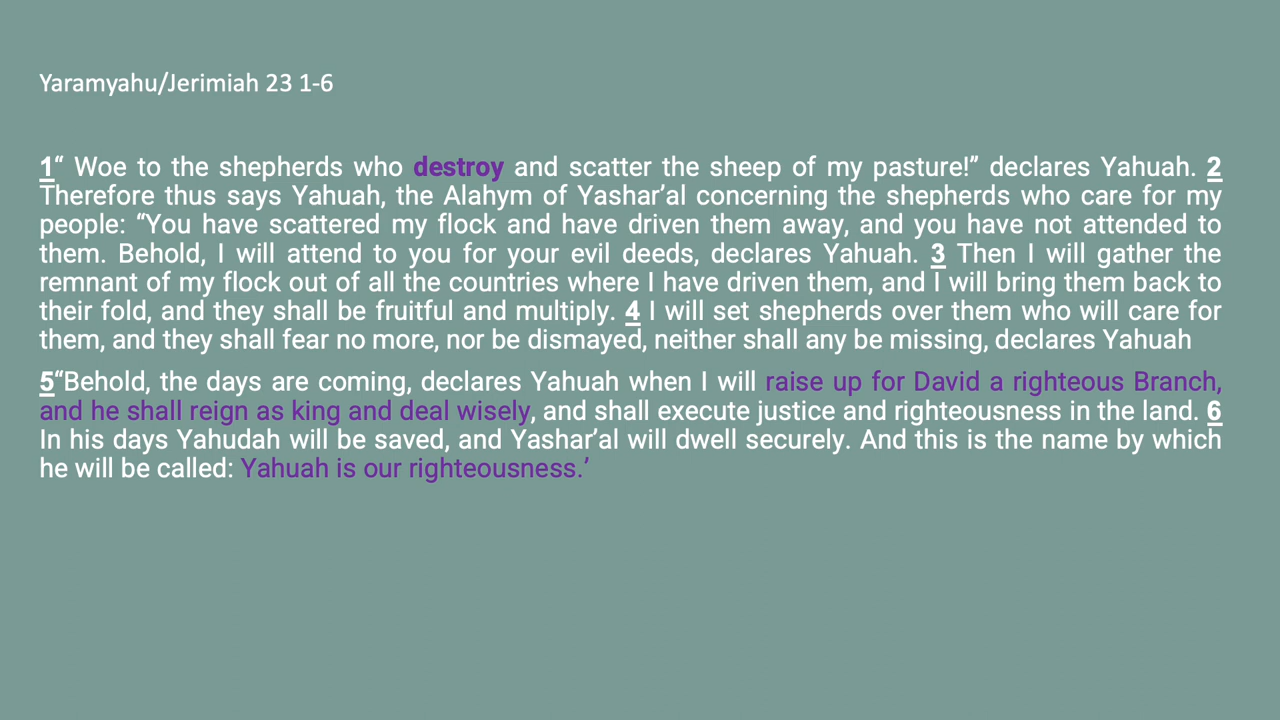 Yaramyahu/Jerimiah 23 1-6
1“ Woe to the shepherds who destroy and scatter the sheep of my pasture!” declares Yahuah. 2
Therefore thus says Yahuah, the Alahym of Yashar’al concerning the shepherds who care for my
people: “You have scattered my flock and have driven them away, and you have not attended to
them. Behold, I will attend to you for your evil deeds, declares Yahuah. 3 Then I will gather the
remnant of my flock out of all the countries where I have driven them, and I will bring them back to
their fold, and they shall be fruitful and multiply. 4 I will set shepherds over them who will care for
them, and they shall fear no more, nor be dismayed, neither shall any be missing, declares Yahuah
5“Behold, the days are coming, declares Yahuah when I will raise up for David a righteous Branch,
and he shall reign as king and deal wisely, and shall execute justice and righteousness in the land. 6
In his days Yahudah will be saved, and Yashar’al will dwell securely. And this is the name by which
he will be called: Yahuah is our righteousness.’